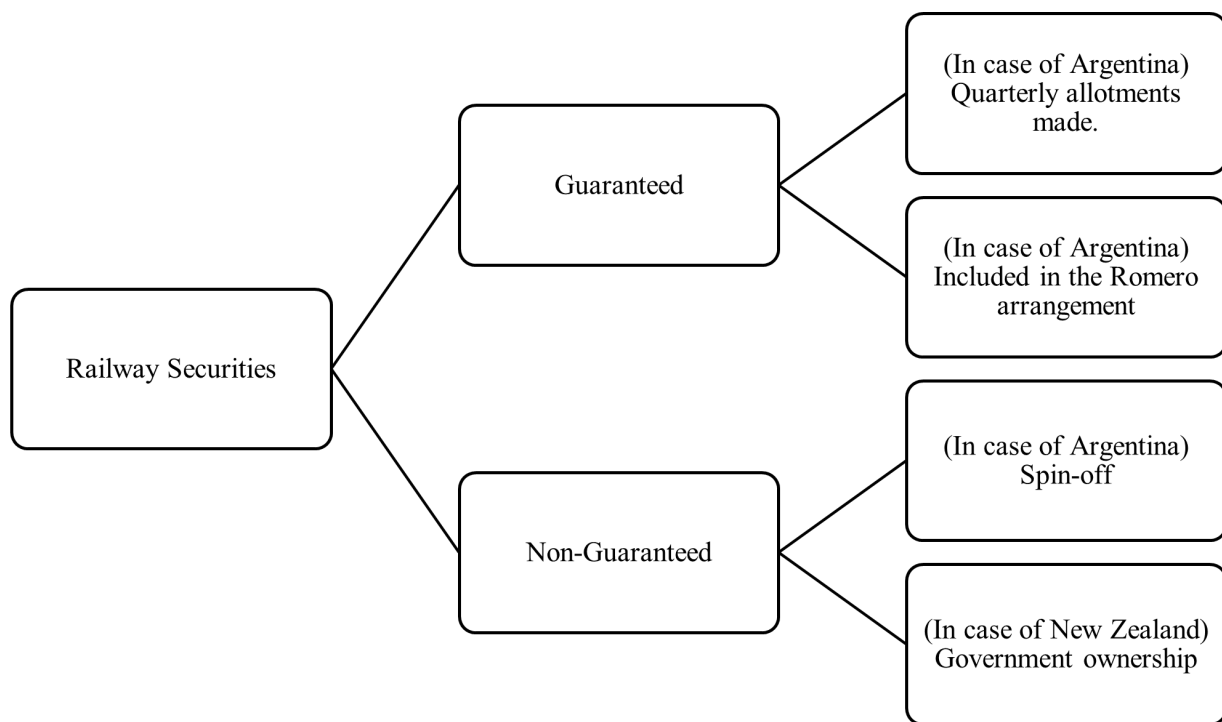 Railway Securities
Guaranteed
(In case of Argentina)
Quarterly allotments
made.
(In case of Argentina)
Included in the Romero
arrangement
Non-Guaranteed
(In case of Argentina)
Spin-off
(In case of New Zealand)
Government ownership